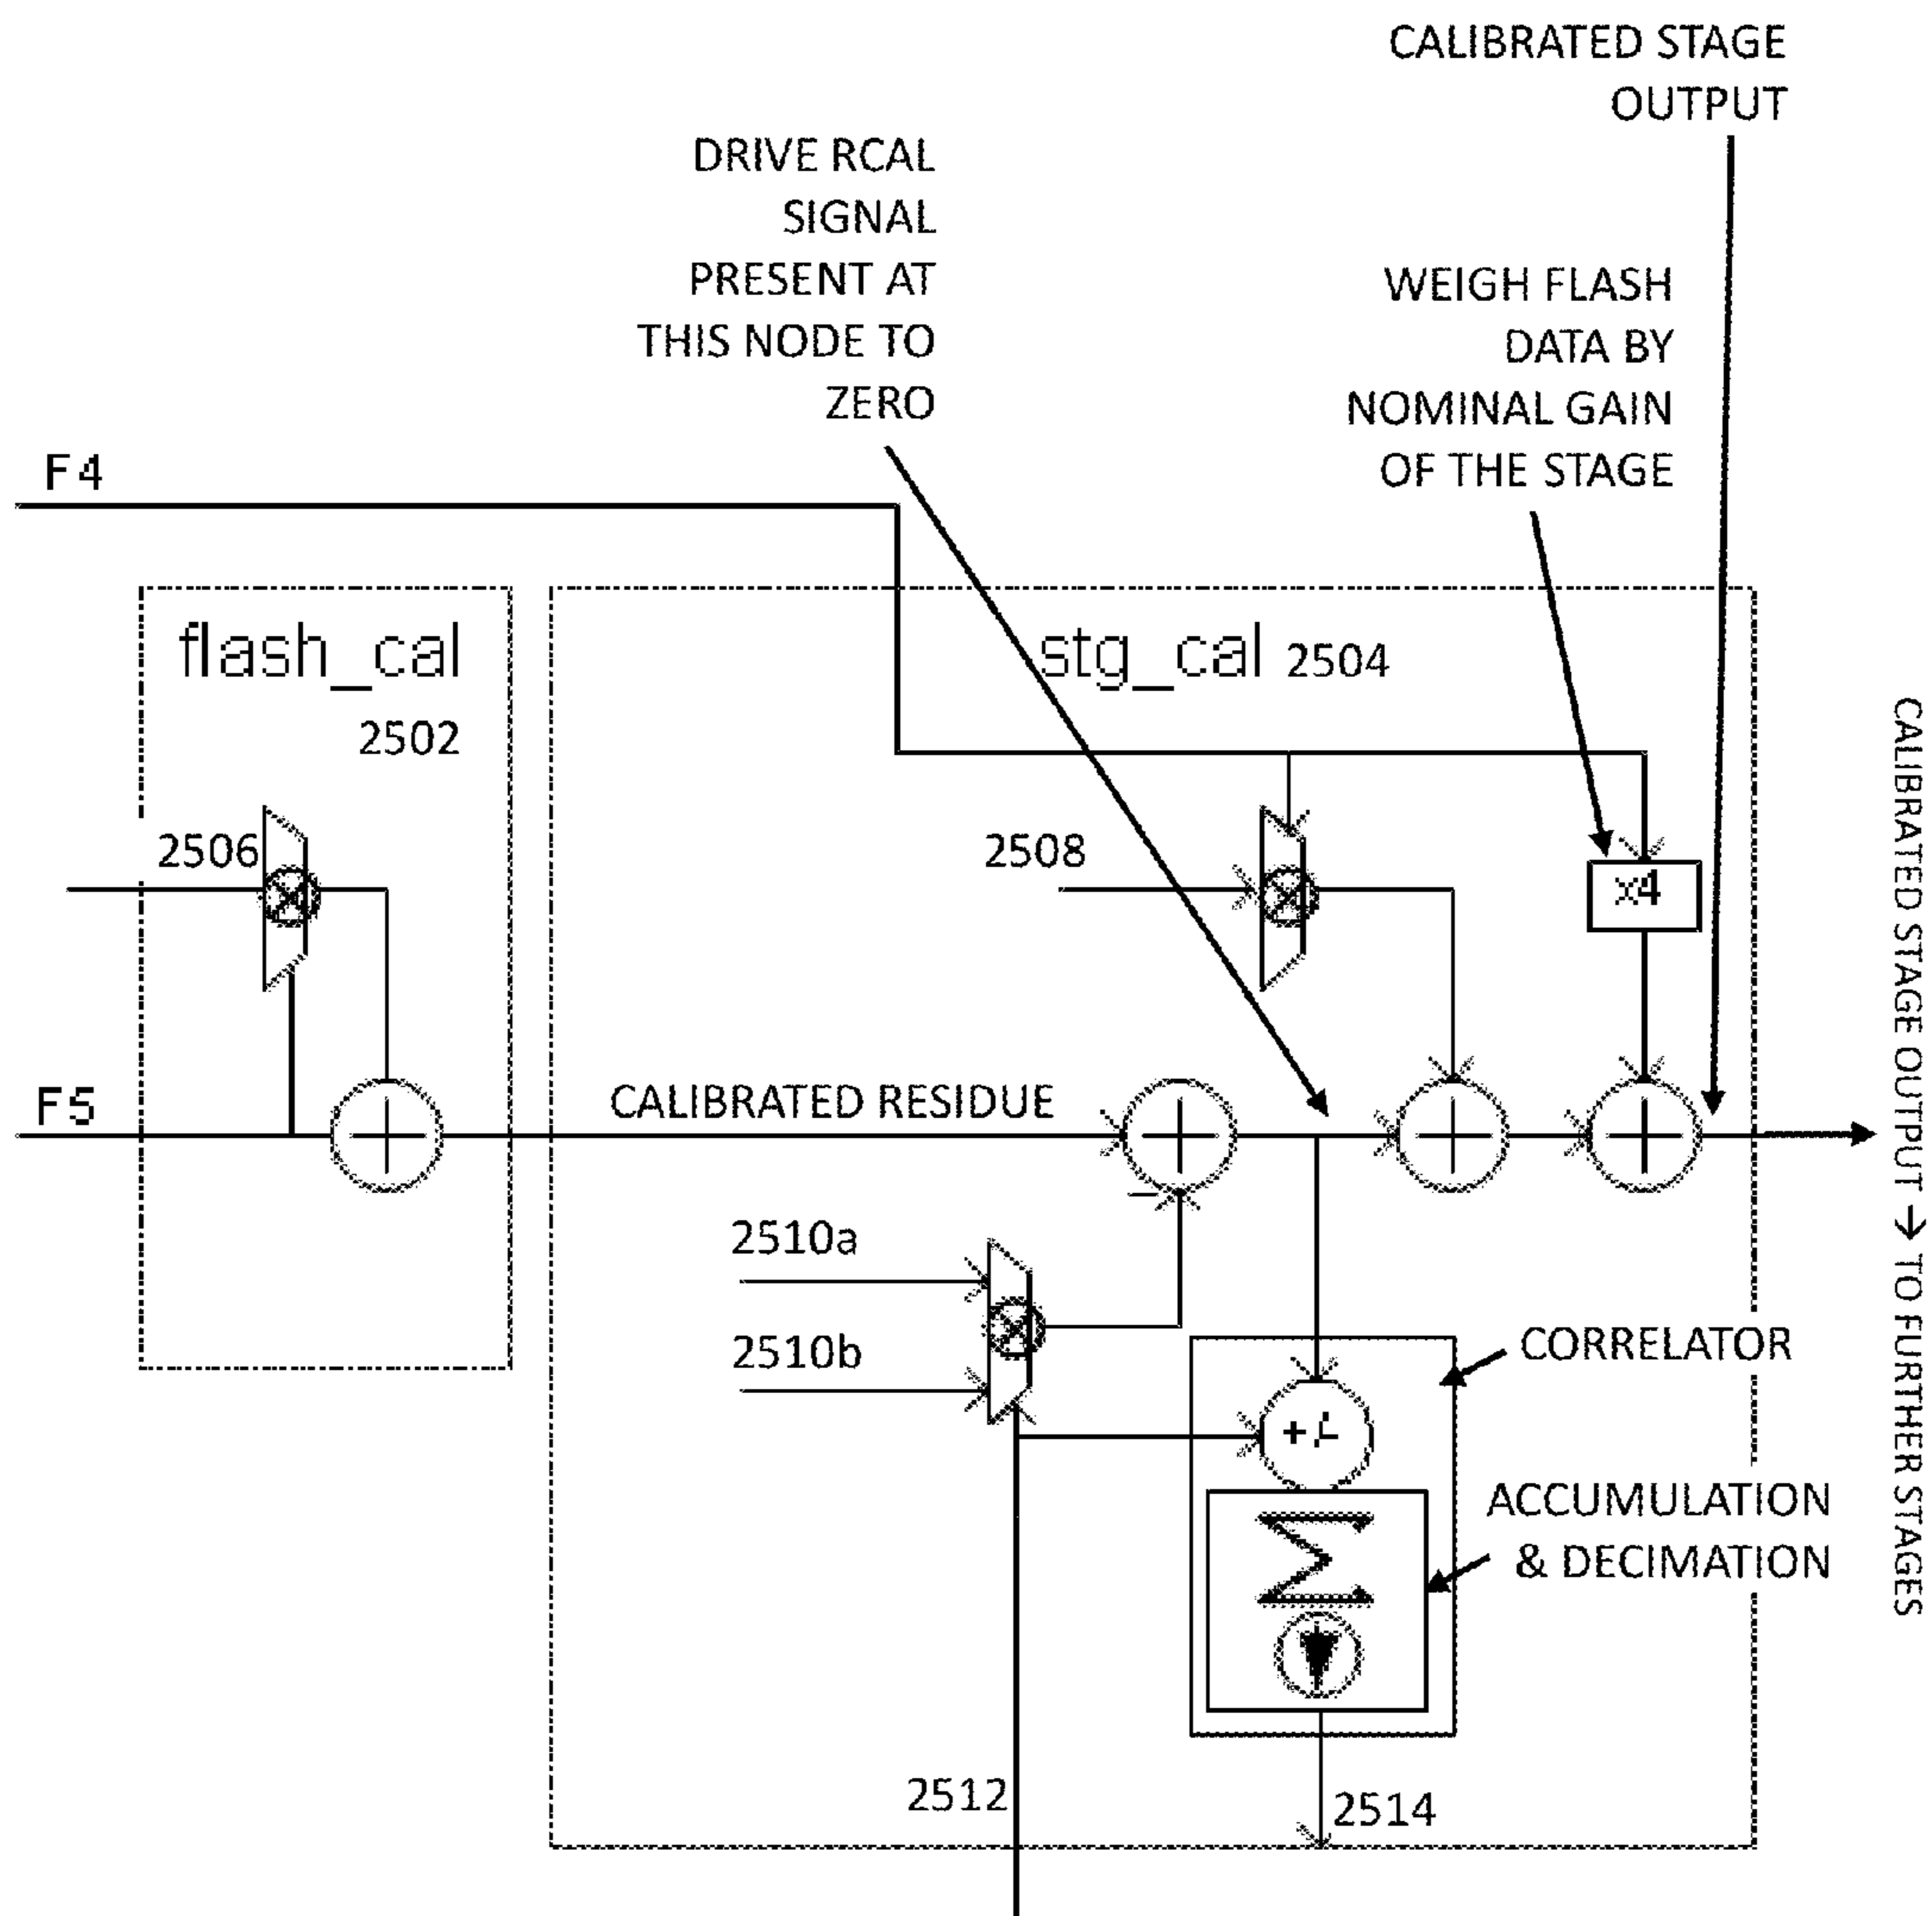 CALIBRATED STAGE
OUTPUT
DRIVE RCAL
SIGNAL
PRESENT AT
THIS NODE TO
ZERO
WEIGH FLASH
DATA BY
NOMINAL GAIN
OF THE STAGE
F4
flash_cal
2502
stg_cal 2504
2506
2508
x4
F5
CALIBRATED RESIDUE
CALIBRATED STAGE OUTPUT → TO FURTHER STAGES
2510a
2510b
CORRELATOR
+/-
ACCUMULATION
& DECIMATION
Σ
2512
2514